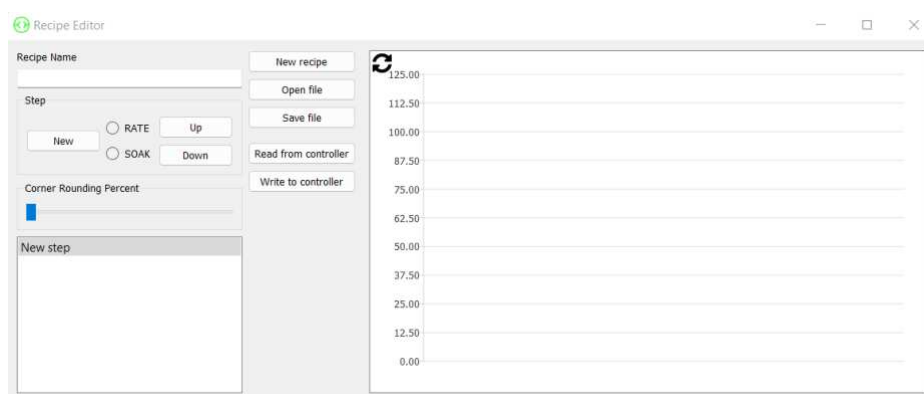 Recipe Editor
Recipe Name
Step
New
RATE
SOAK
Up
Down
Corner Rounding Percent
New step
New recipe
Open file
Save file
Read from controller
Write to controller
125.00
112.50
100.00
87.50
75.00
62.50
50.00
37.50
25.00
12.50
0.00